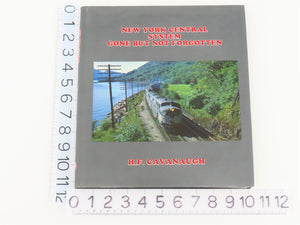 NEW YORK CENTRAL
SYSTEM
GONE BUT NOT FORGOTTEN
H.F. CAVANAUGH
0 1 2 3 4 5 6 7 8 9 10 11 12
0 1 2 3 4 5 6 7 8 9 10 11 12